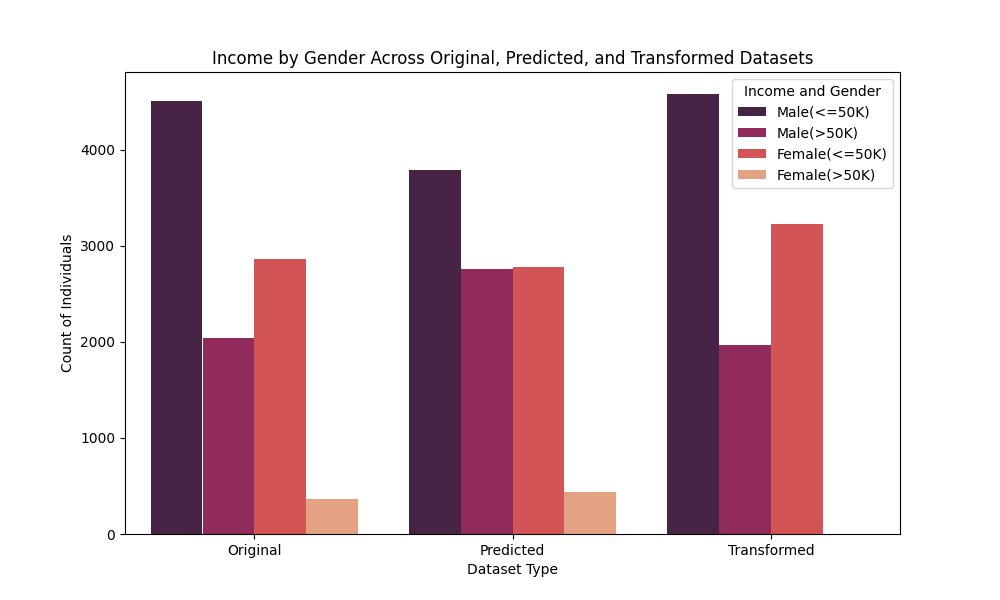 Income by Gender Across Original, Predicted, and Transformed Datasets
Income and Gender
Male(<=50K)
Male(>50K)
Female(<=50K)
Female(>50K)
Count of Individuals
4000
3000
2000
1000
0
Original
Predicted
Transformed
Dataset Type